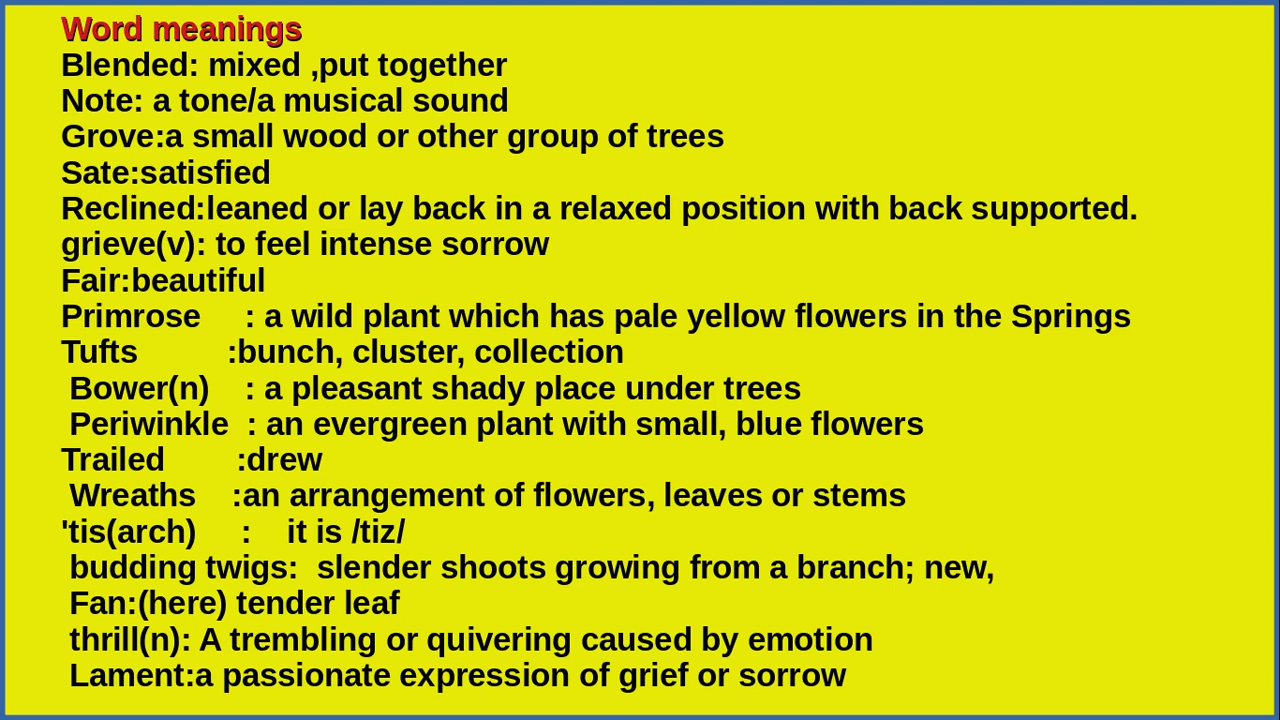 Word meanings
Blended: mixed ,put together
Note: a tone/a musical sound
Grove:a small wood or other group of trees
Sate:satisfied
Reclined:leaned or lay back in a relaxed position with back supported.
grieve(v): to feel intense sorrow
Fair:beautiful
Primrose : a wild plant which has pale yellow flowers in the Springs
Tufts :bunch, cluster, collection
Bower(n) : a pleasant shady place under trees
Periwinkle : an evergreen plant with small, blue flowers
Trailed :drew
Wreaths :an arrangement of flowers, leaves or stems
'tis(arch) : it is /tiz/
budding twigs: slender shoots growing from a branch; new,
Fan:(here) tender leaf
thrill(n): A trembling or quivering caused by emotion
Lament:a passionate expression of grief or sorrow